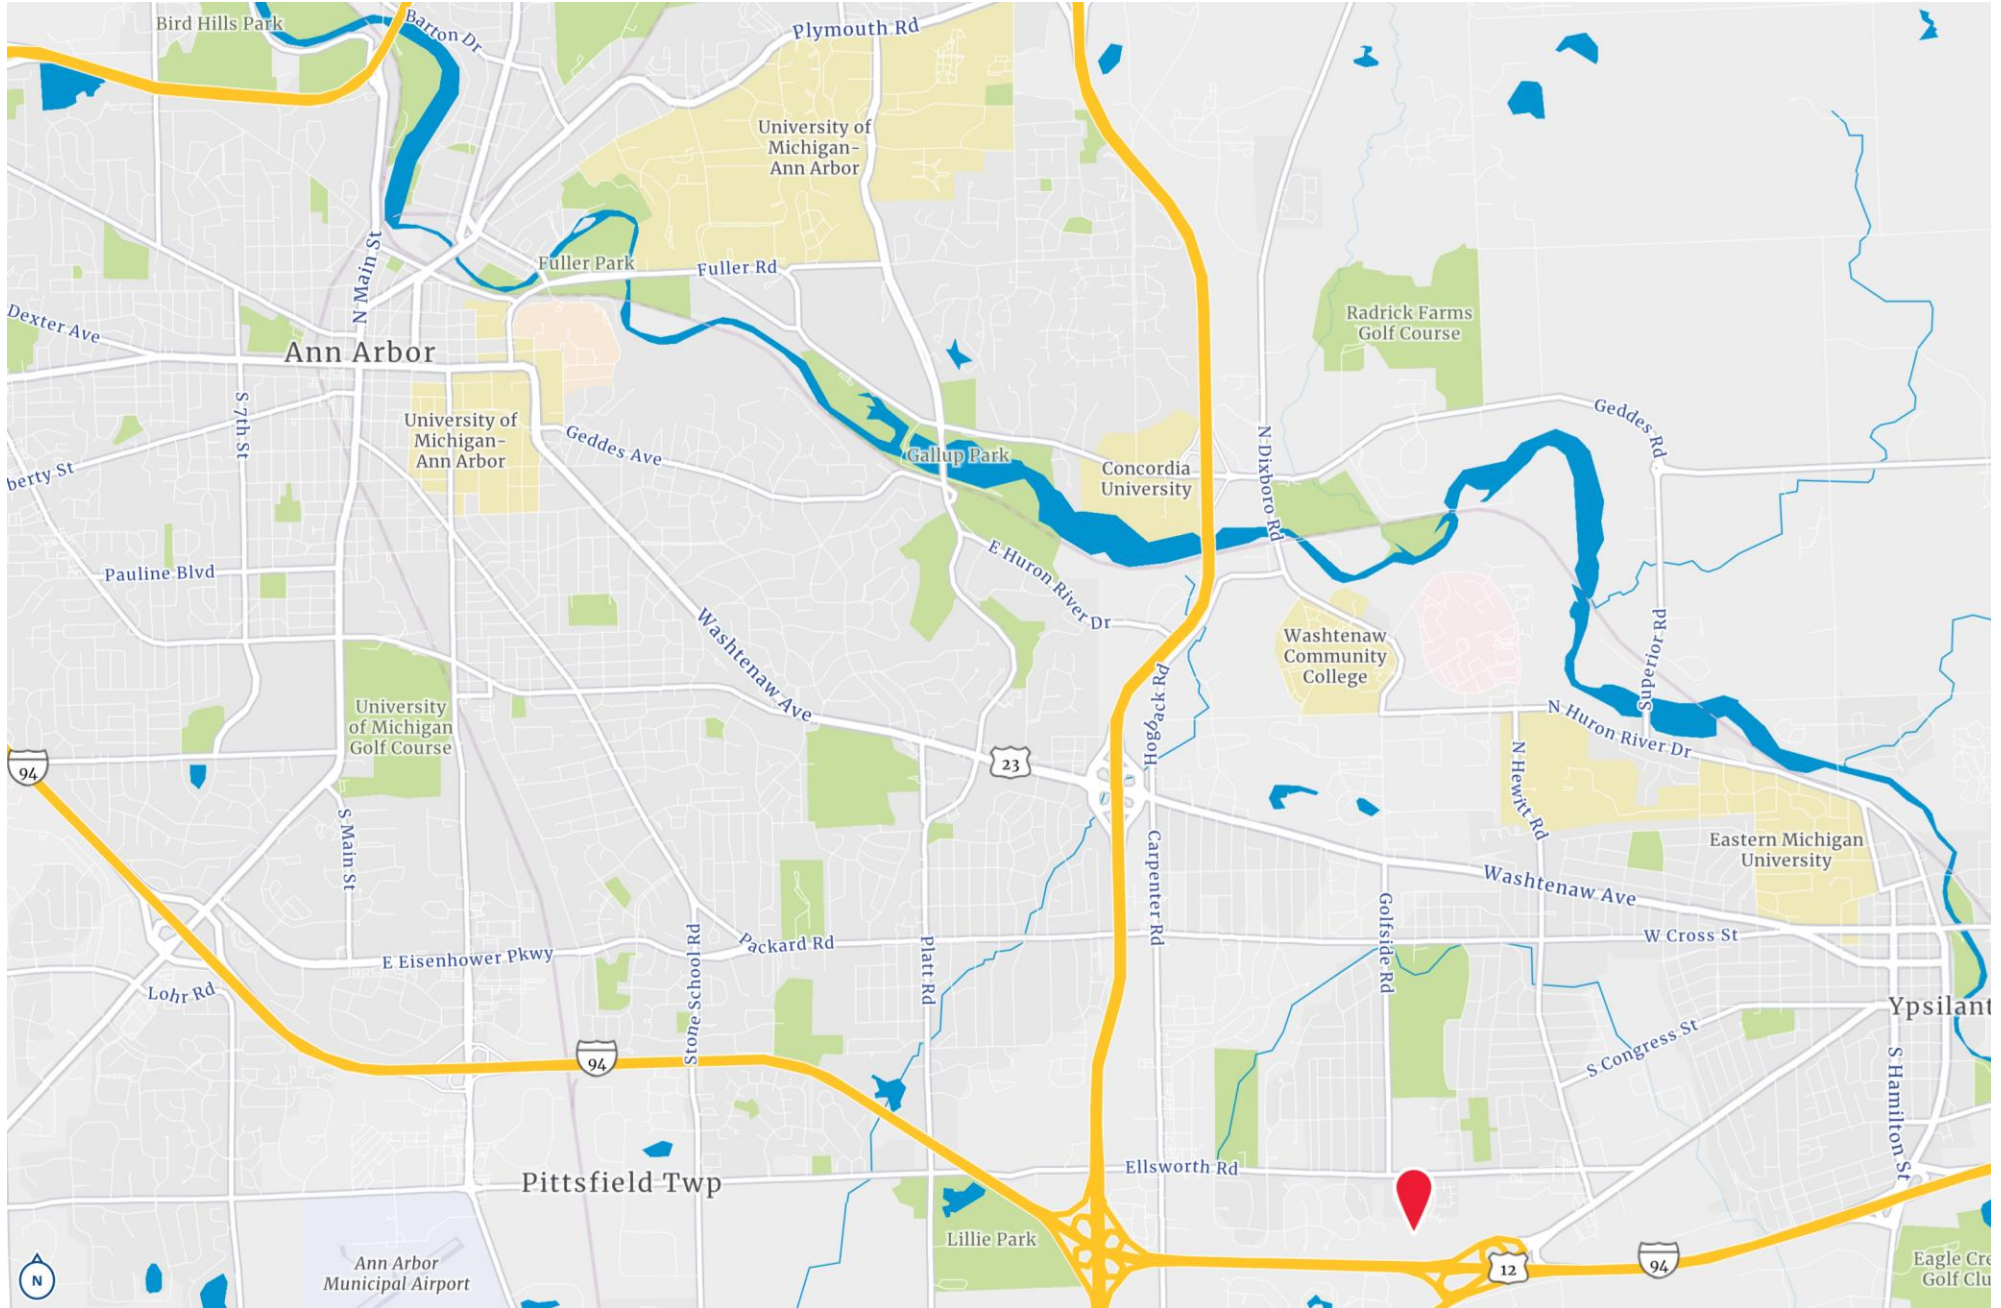 Bird Hills Park
Barton Dr
Plymouth Rd
University of
Michigan-
Ann Arbor
N Main St
Fuller Park
Fuller Rd
Dexter Ave
Ann Arbor
Radrick Farms
Golf Course
S 7th St
University of
Michigan-
Ann Arbor
Geddes Ave
Gallup Park
Concordia
University
N Dixboro Rd
Geddes Rd
berty St
Pauline Blvd
E Huron River Dr
Washtenaw Ave
Washtenaw
Community
College
Superior Rd
Hogback Rd
University
of Michigan
Golf Course
N Huron River Dr
94
23
N Hewitt Rd
S Main St
Carpenter Rd
Eastern Michigan
University
Washtenaw Ave
Golfside Rd
W Cross St
E Eisenhower Pkwy
Packard Rd
Platt Rd
Stone School Rd
Lohr Rd
Ypsilant
S Congress St
94
S Hamilton St
Ellsworth Rd
Pittsfield Twp
Lillie Park
Ann Arbor
Municipal Airport
N
12
94
Eagle Cre
Golf Clu